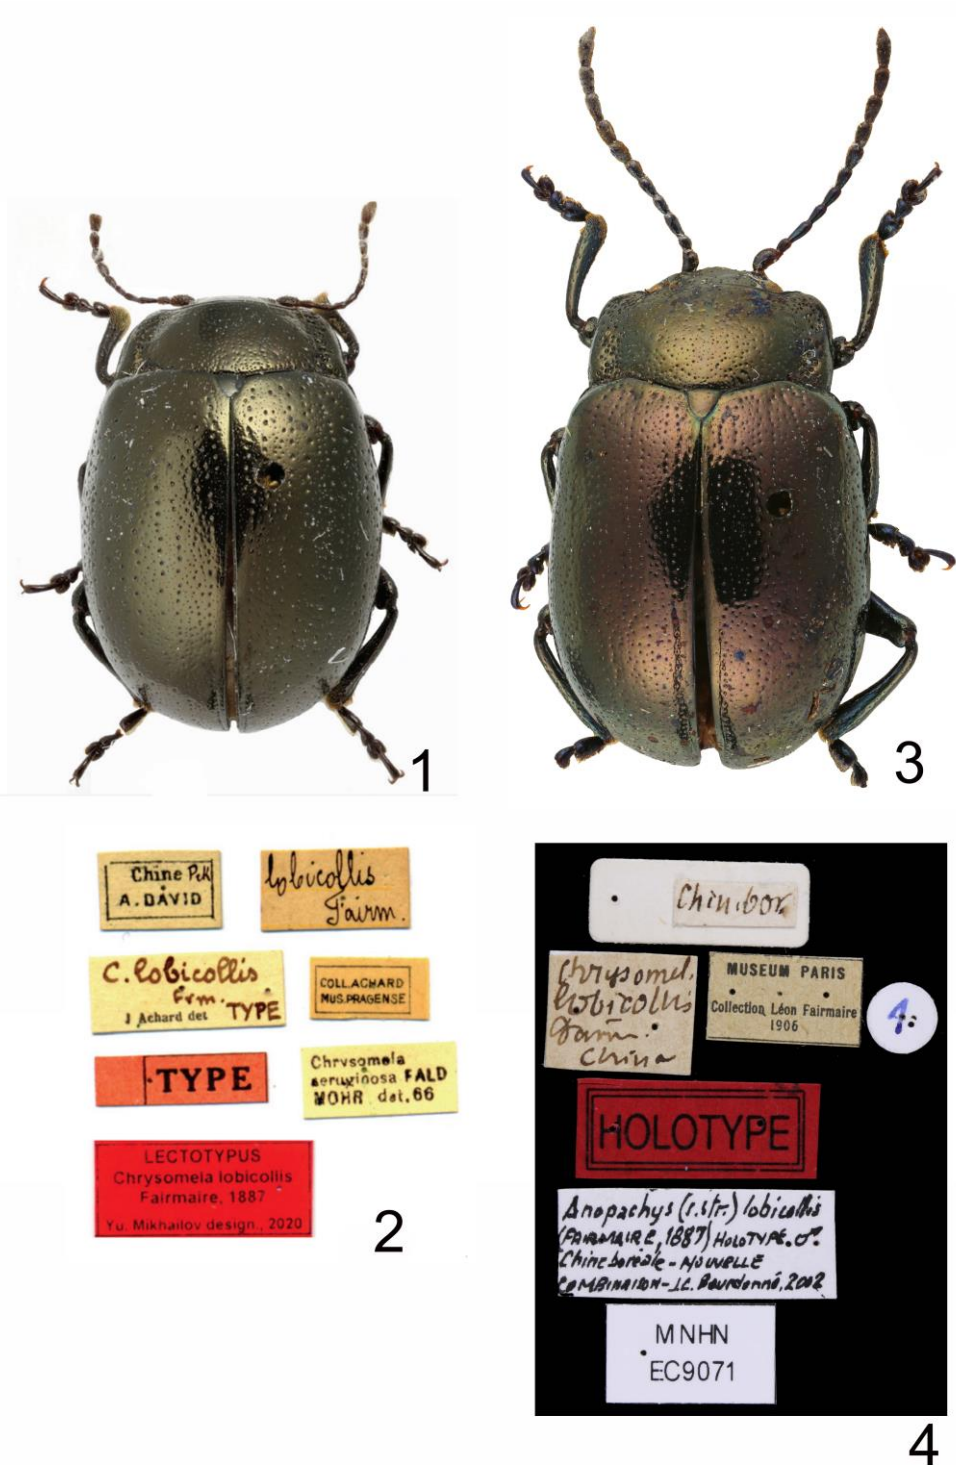 1
3
Chine Pek
A. DAVID
lobicollis
Fairm.
C. lobicollis
Frm.
TYPE
J Achard det
COLL.ACHARD
MUS.PRAGENSE
TYPE
Chrysomela
aeruginosa FALD
MOHR det. 66
LECTOTYPUS
Chrysomela lobicollis
Fairmaire, 1887
Yu. Mikhailov design., 2020
2
Chin. bor.
Chrysomel.
lobicollis
Fairm.
China
MUSEUM PARIS
Collection Léon Fairmaire
1906
HOLOTYPE
Anopachys (s. str.) lobicollis
(FAIRMAIRE, 1887) HOLOTYPE. ♂.
Chine boréale - NOUVELLE
COMBINAISON - J.C. Bourdonné, 2002
MNHN
EC9071
4